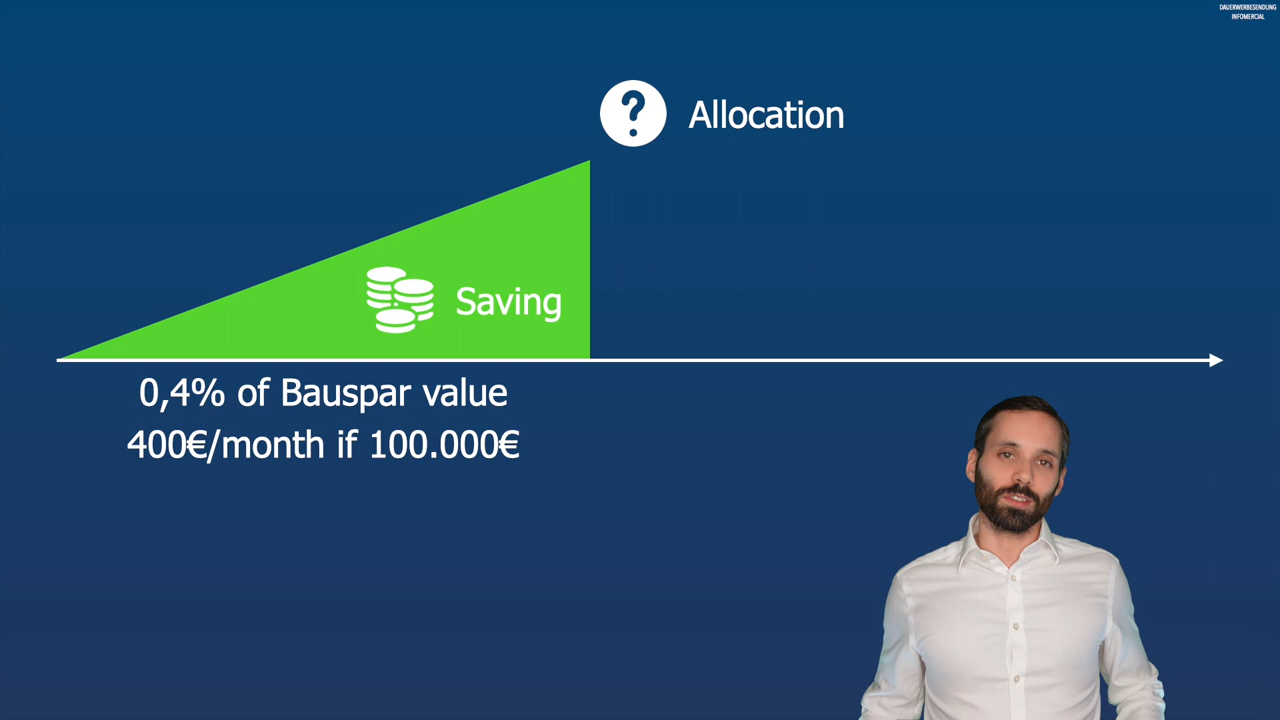 DAUERWERBESENDUNG
INFOMERCIAL
? Allocation
Saving
0,4% of Bauspar value
400€/month if 100.000€